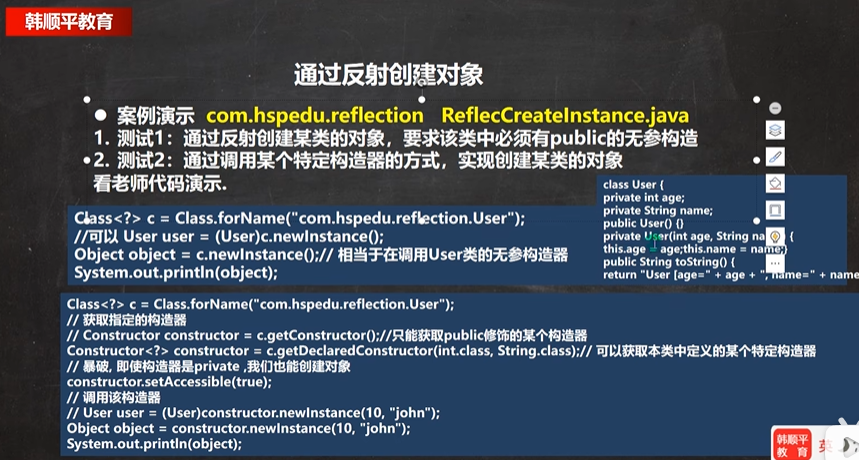 韩顺平教育
通过反射创建对象
● 案例演示 com.hspedu.reflection ReflecCreateInstance.java
1. 测试1：通过反射创建某类的对象，要求该类中必须有public的无参构造
2. 测试2：通过调用某个特定构造器的方式，实现创建某类的对象
看老师代码演示.
class User {
private int age;
private String name;
public User() {}
private User(int age, String name) {
this.age = age;this.name = name;}
public String toString() {
return "User [age=" + age + ", name=" + name
Class<?> c = Class.forName("com.hspedu.reflection.User");
//可以 User user = (User)c.newInstance();
Object object = c.newInstance();// 相当于在调用User类的无参构造器
System.out.println(object);
Class<?> c = Class.forName("com.hspedu.reflection.User");
// 获取指定的构造器
// Constructor constructor = c.getConstructor();//只能获取public修饰的某个构造器
Constructor<?> constructor = c.getDeclaredConstructor(int.class, String.class);// 可以获取本类中定义的某个特定构造器
// 暴破, 即使构造器是private ,我们也能创建对象
constructor.setAccessible(true);
// 调用该构造器
// User user = (User)constructor.newInstance(10, "john");
Object object = constructor.newInstance(10, "john");
System.out.println(object);
韩顺平
教育
英